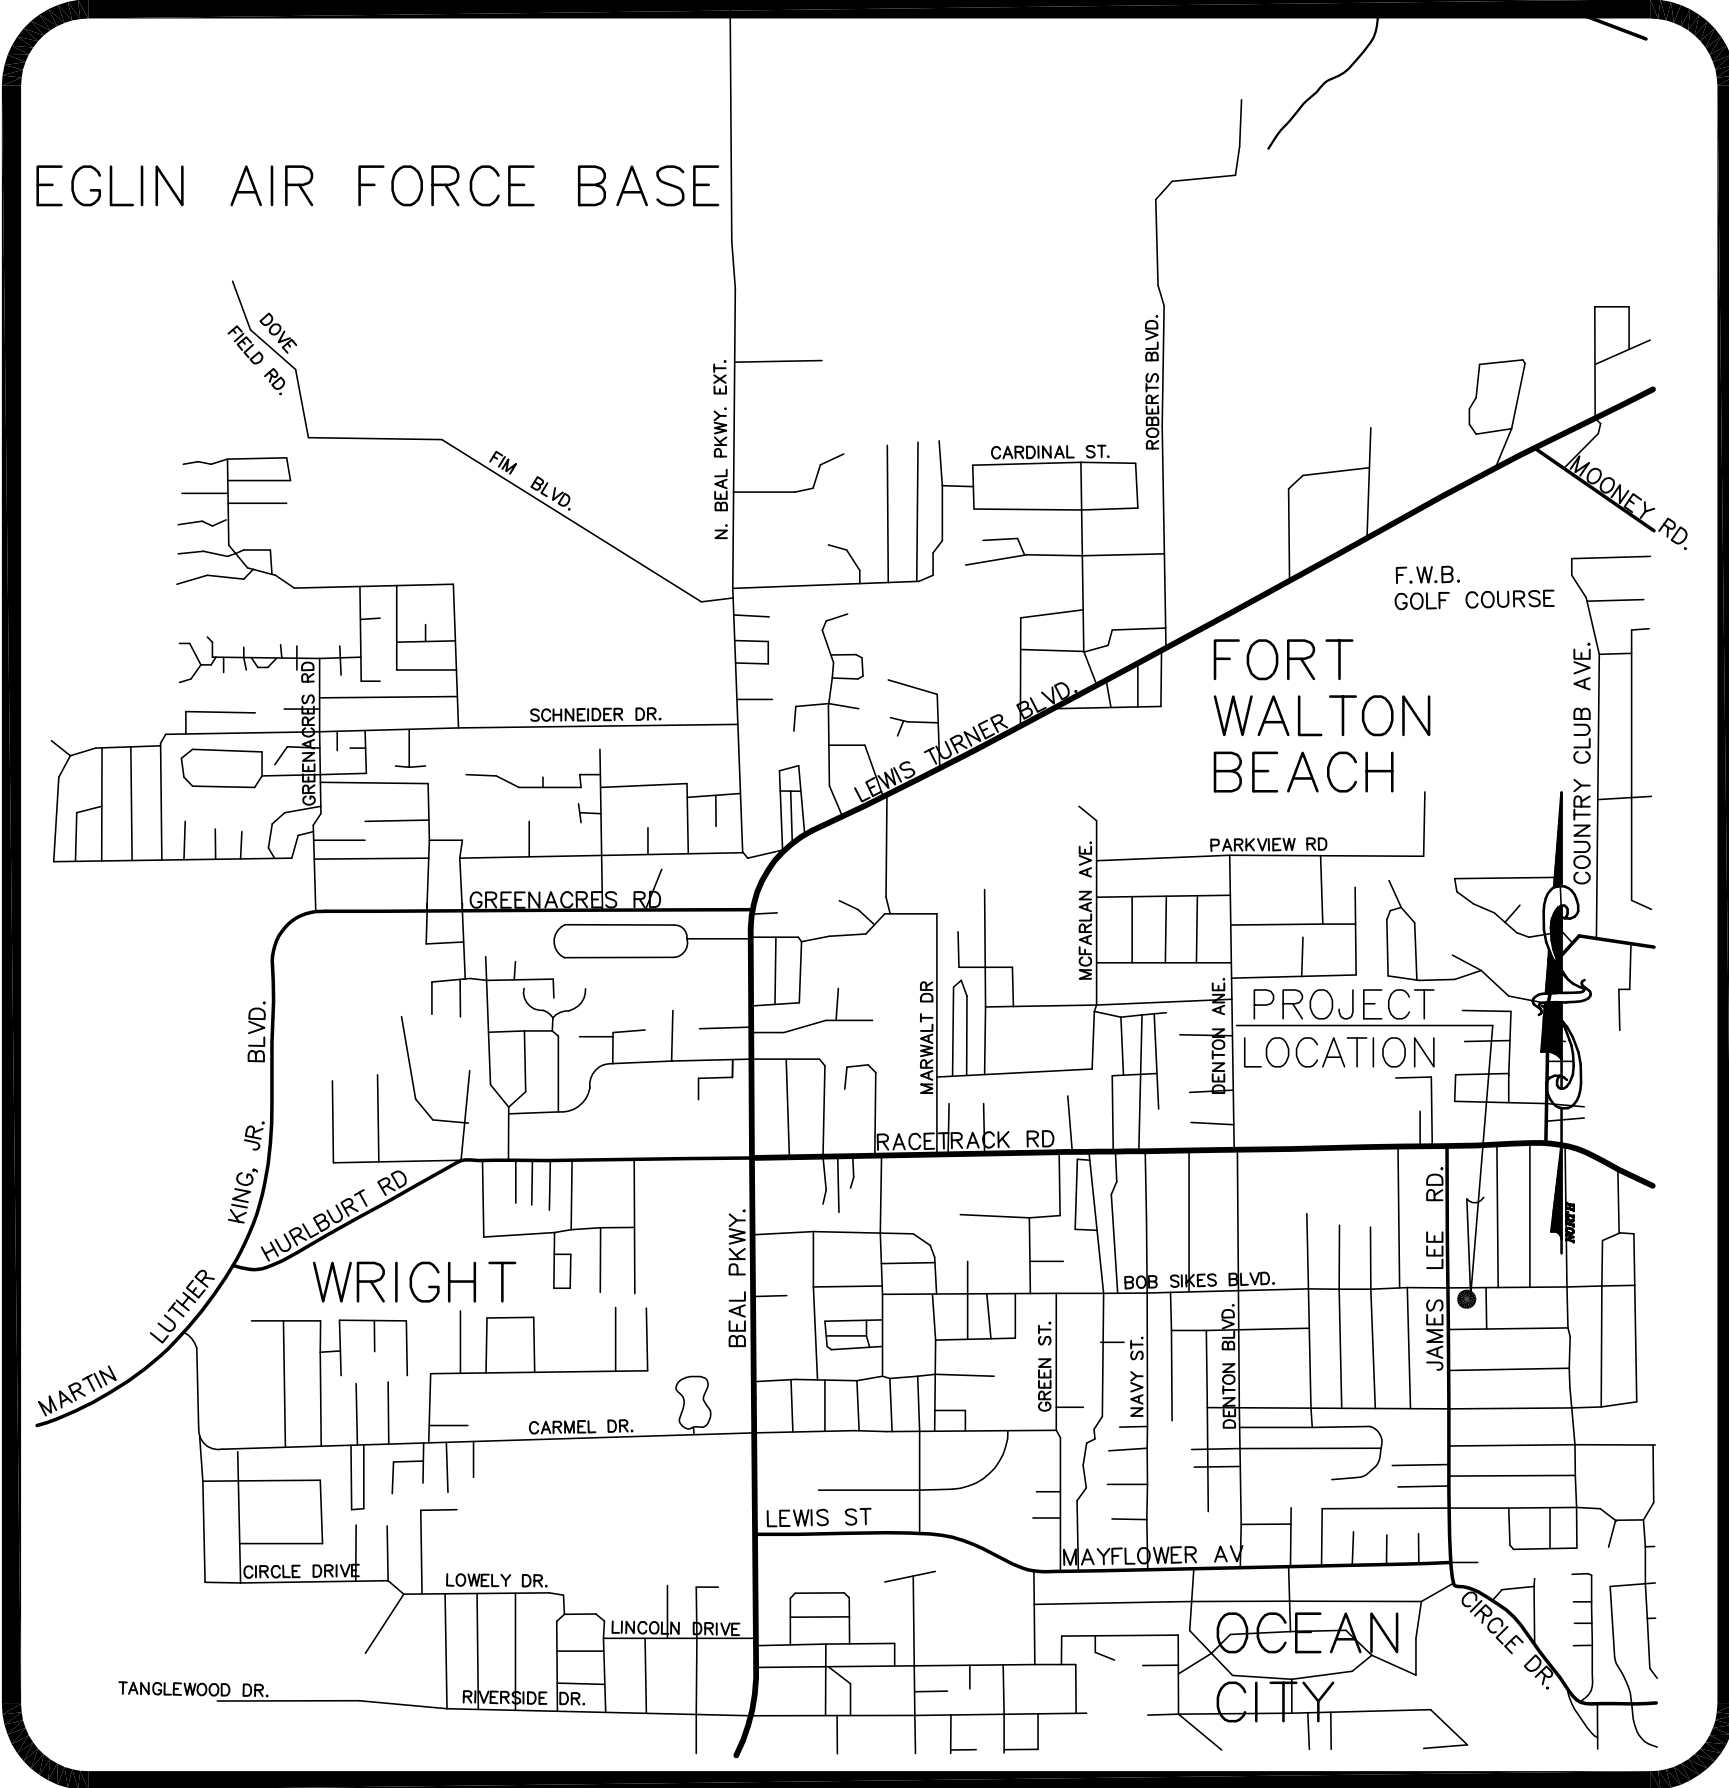 EGLIN AIR FORCE BASE
DOVE
FIELD RD.
FIM BLVD.
N. BEAL PKWY. EXT.
ROBERTS BLVD.
CARDINAL ST.
MOONEY RD.
F.W.B.
GOLF COURSE
FORT
WALTON
BEACH
COUNTRY CLUB AVE.
GREENACRES RD
SCHNEIDER DR.
LEWIS TURNER BLVD.
PARKVIEW RD
MCFARLAN AVE.
GREENACRES RD
MARWALT DR
DENTON ANE.
PROJECT
LOCATION
MARTIN LUTHER KING, JR. BLVD.
RACETRACK RD
HURLBURT RD
WRIGHT
BEAL PKWY.
JAMES LEE RD.
NORTH
BOB SIKES BLVD.
GREEN ST.
NAVY ST.
DENTON BLVD.
CARMEL DR.
LEWIS ST
MAYFLOWER AV
CIRCLE DRIVE
LOWELY DR.
LINCOLN DRIVE
OCEAN
CITY
CIRCLE DR.
TANGLEWOOD DR.
RIVERSIDE DR.